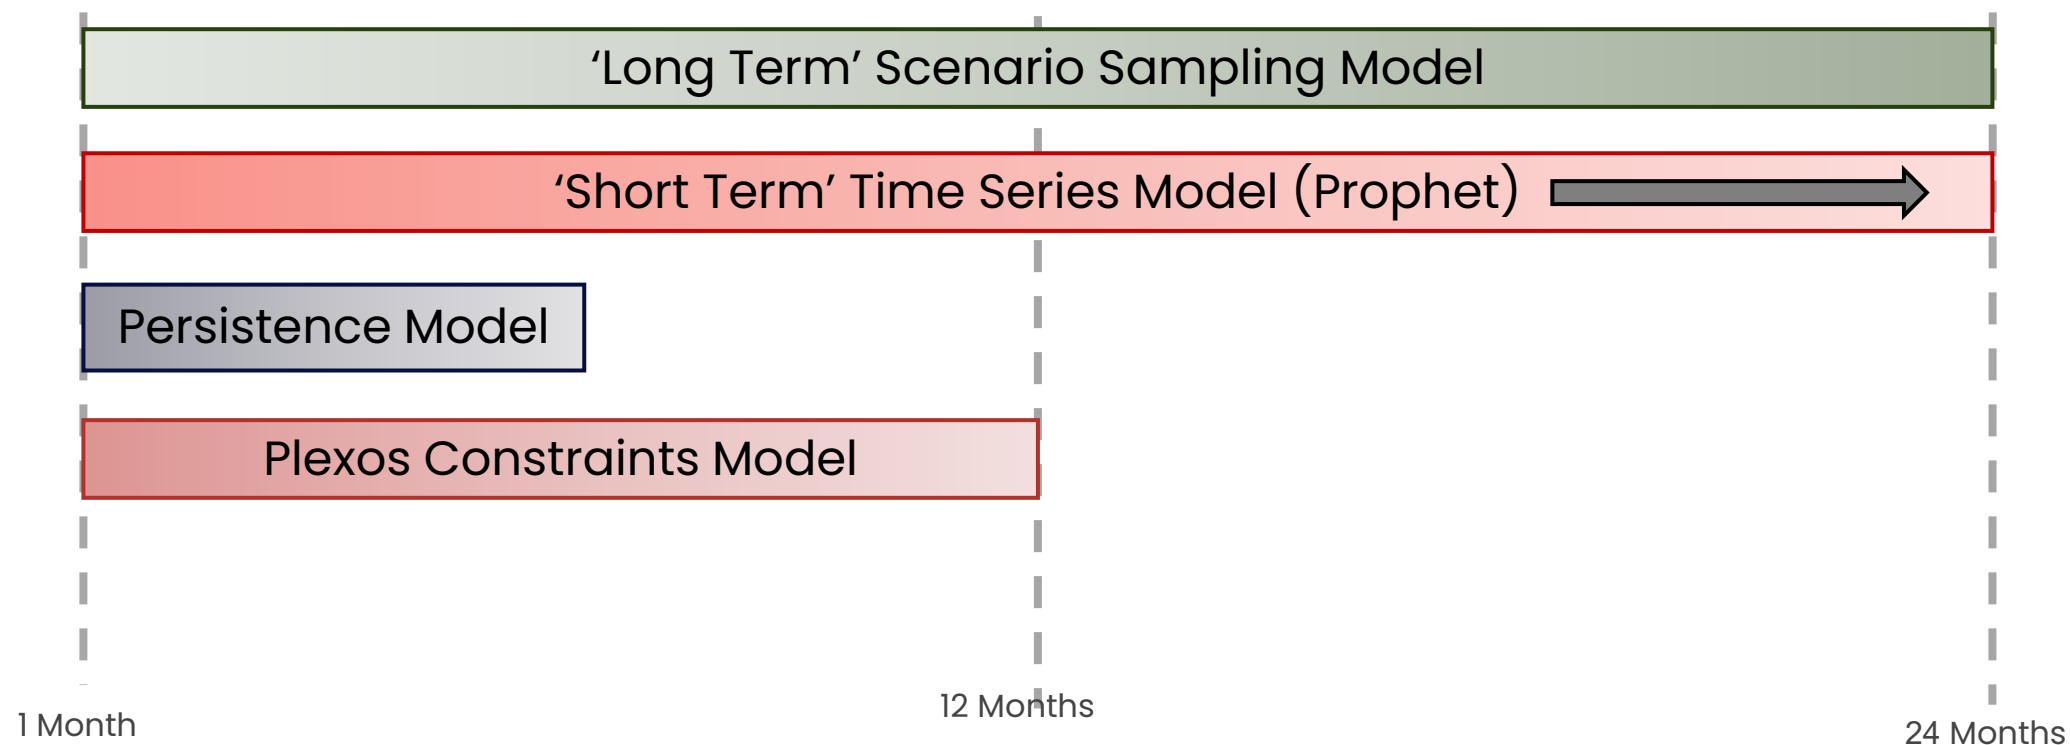 ‘Long Term’ Scenario Sampling Model
‘Short Term’ Time Series Model (Prophet)
Persistence Model
Plexos Constraints Model
1 Month
12 Months
24 Months